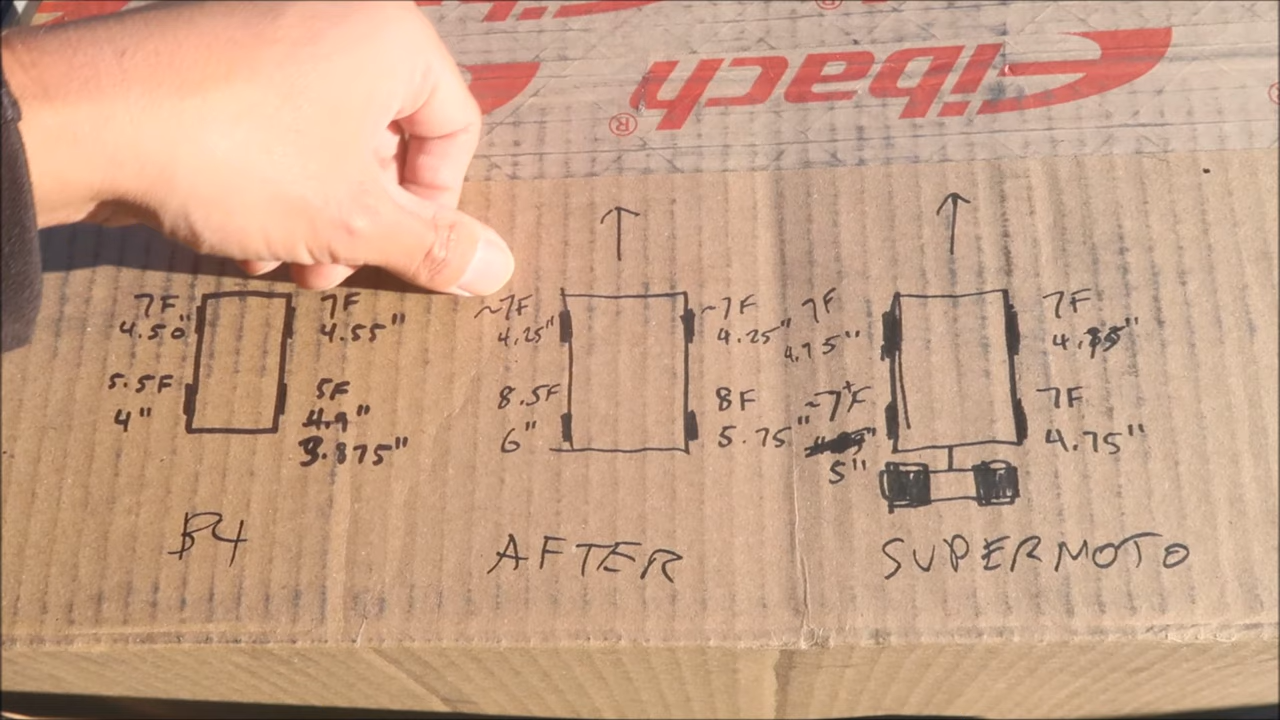 Eibach®
7F
4.50"
7F
4.55"
5.5F
4"
5F
4.9"
3.875"
B4
~7F
4.25"
~7F
4.25"
8.5F
6"
8F
5.75"
AFTER
7F
4.75"
7F
~7+F
5"
7F
4.75"
SUPERMOTO